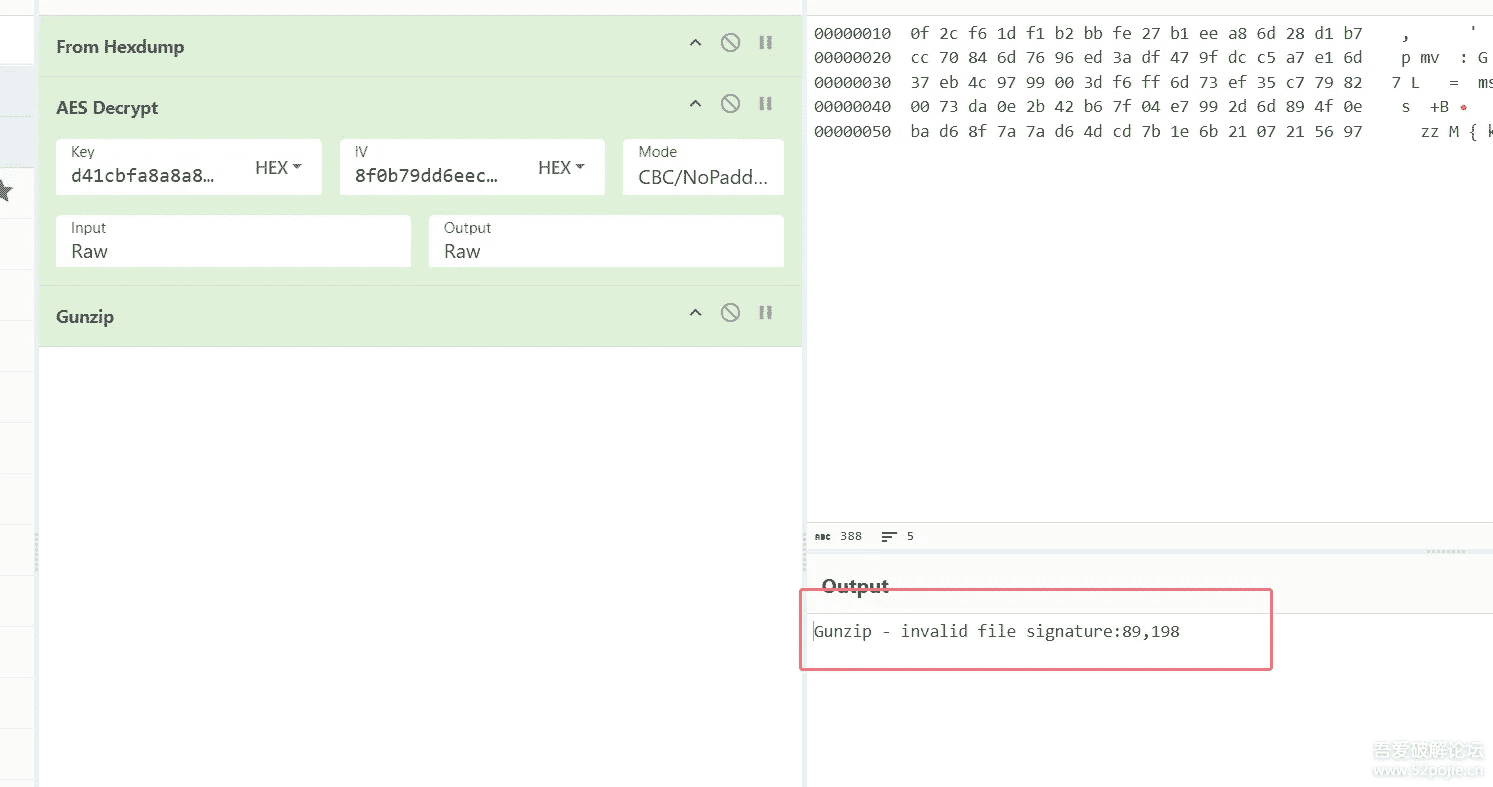 From Hexdump
AES Decrypt
Key
d41cbfa8a8a8…
HEX
IV
8f0b79dd6eec…
HEX
Mode
CBC/NoPadd…
Input
Raw
Output
Raw
Gunzip
00000010 0f 2c f6 1d f1 b2 bb fe 27 b1 ee a8 6d 28 d1 b7 , '
00000020 cc 70 84 6d 76 96 ed 3a df 47 9f dc c5 a7 e1 6d p mv : G
00000030 37 eb 4c 97 99 00 3d f6 ff 6d 73 ef 35 c7 79 82 7 L = ms
00000040 00 73 da 0e 2b 42 b6 7f 04 e7 99 2d 6d 89 4f 0e s +B
00000050 ba d6 8f 7a 7a d6 4d cd 7b 1e 6b 21 07 21 56 97 zz M { k
ABC 388 5
Output
Gunzip - invalid file signature:89,198
吾爱破解论坛
www.52pojie.cn